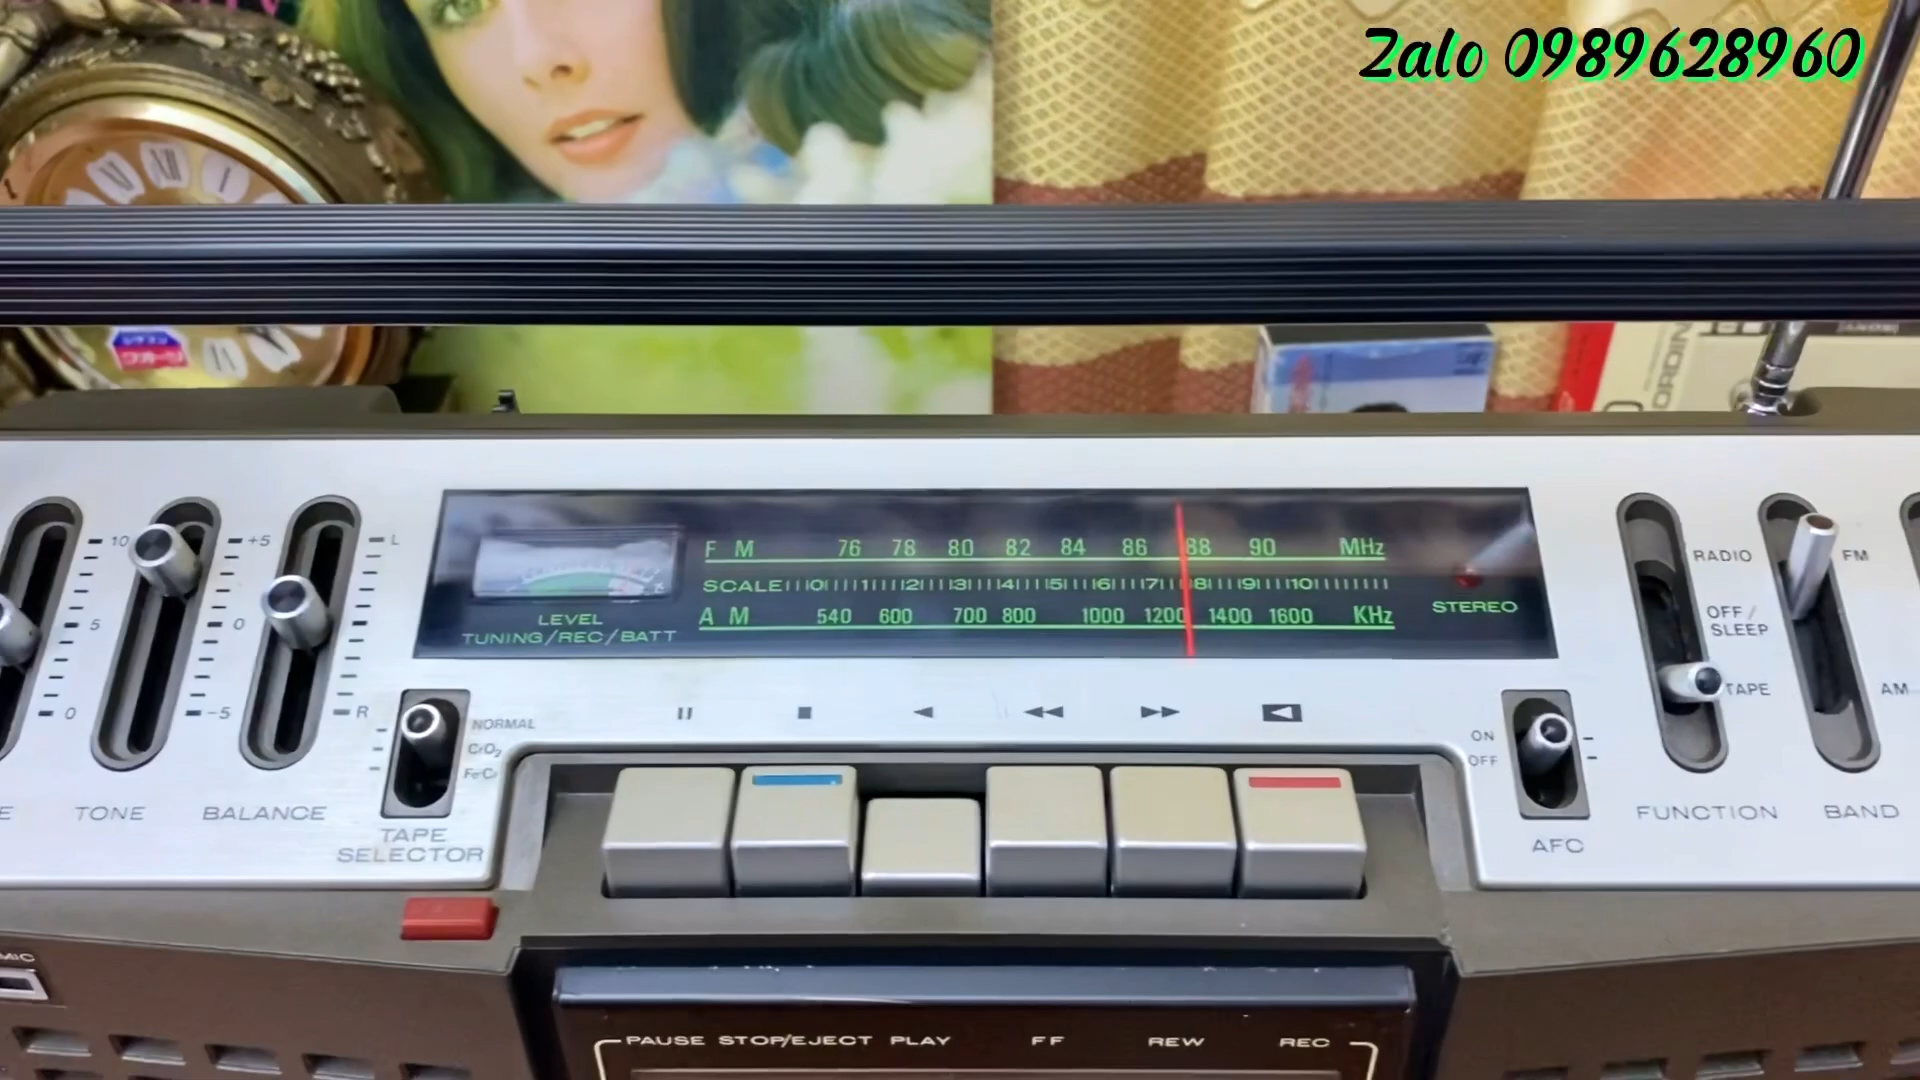 Zalo 0989628960
XII
I
F M 76 78 80 82 84 86 88 90 MHz
SCALE 0 1 2 3 4 5 6 7 8 9 10
A M 540 600 700 800 1000 1200 1400 1600 KHz
LEVEL
TUNING/REC/BATT
STEREO
10
5
0
+5
0
-5
L
R
TONE
BALANCE
NORMAL
CrO2
FeCr
TAPE
SELECTOR
ON
OFF
AFC
RADIO
OFF/
SLEEP
TAPE
FUNCTION
FM
AM
BAND
MIC
PAUSE STOP/EJECT PLAY FF REW REC